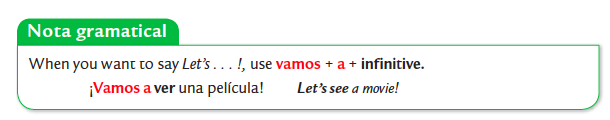 Nota gramatical
When you want to say Let's . . . !, use vamos + a + infinitive.
¡Vamos a ver una película! Let's see a movie!